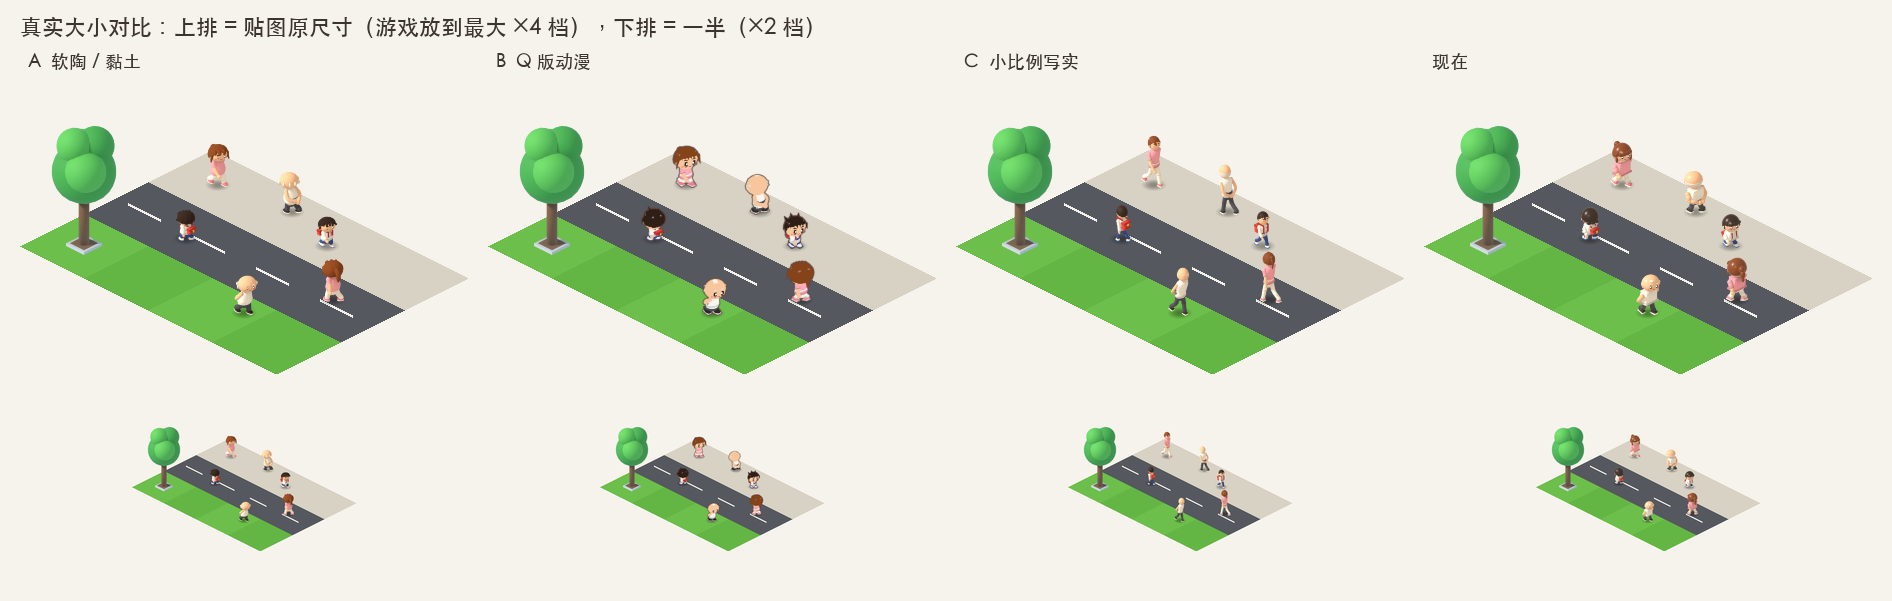 真实大小对比：上排 = 贴图原尺寸（游戏放到最大 ×4 档），下排 = 一半（×2 档）
A 软陶 / 黏土
B Q 版动漫
C 小比例写实
现在